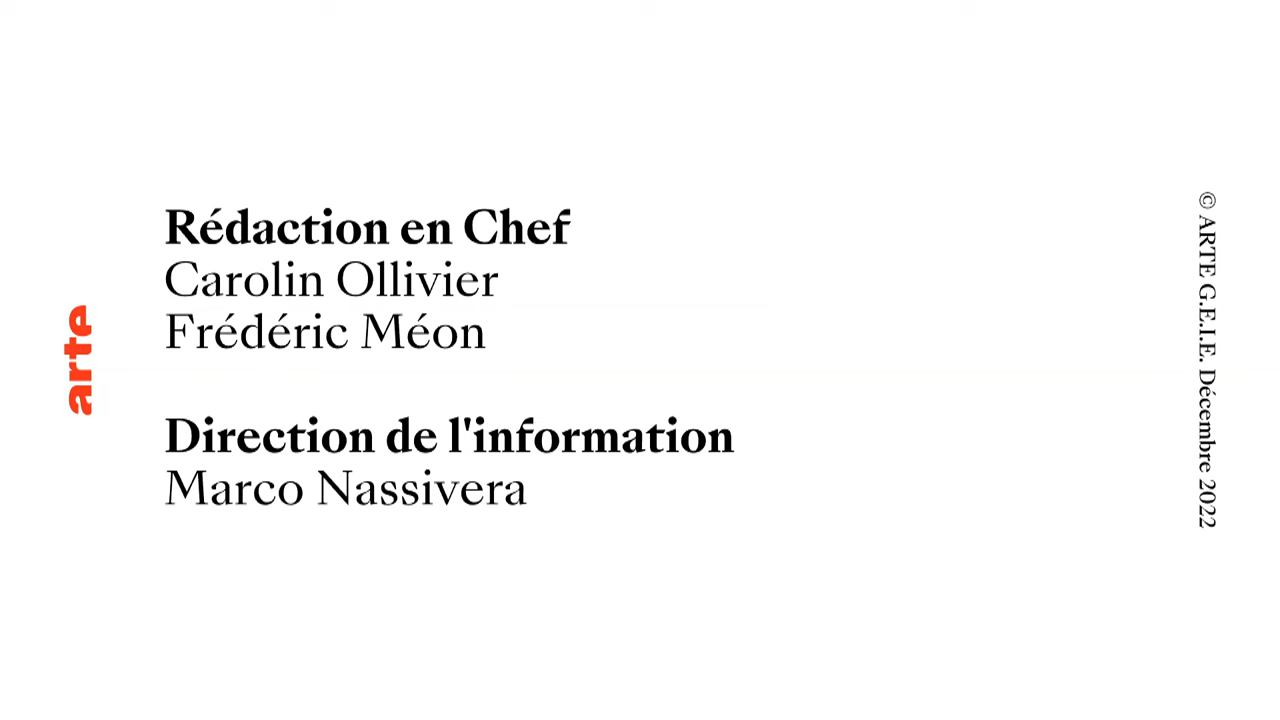 Rédaction en Chef
Carolin Ollivier
Frédéric Méon
arte
Direction de l'information
Marco Nassivera
© ARTE G.E.I.E. Décembre 2022